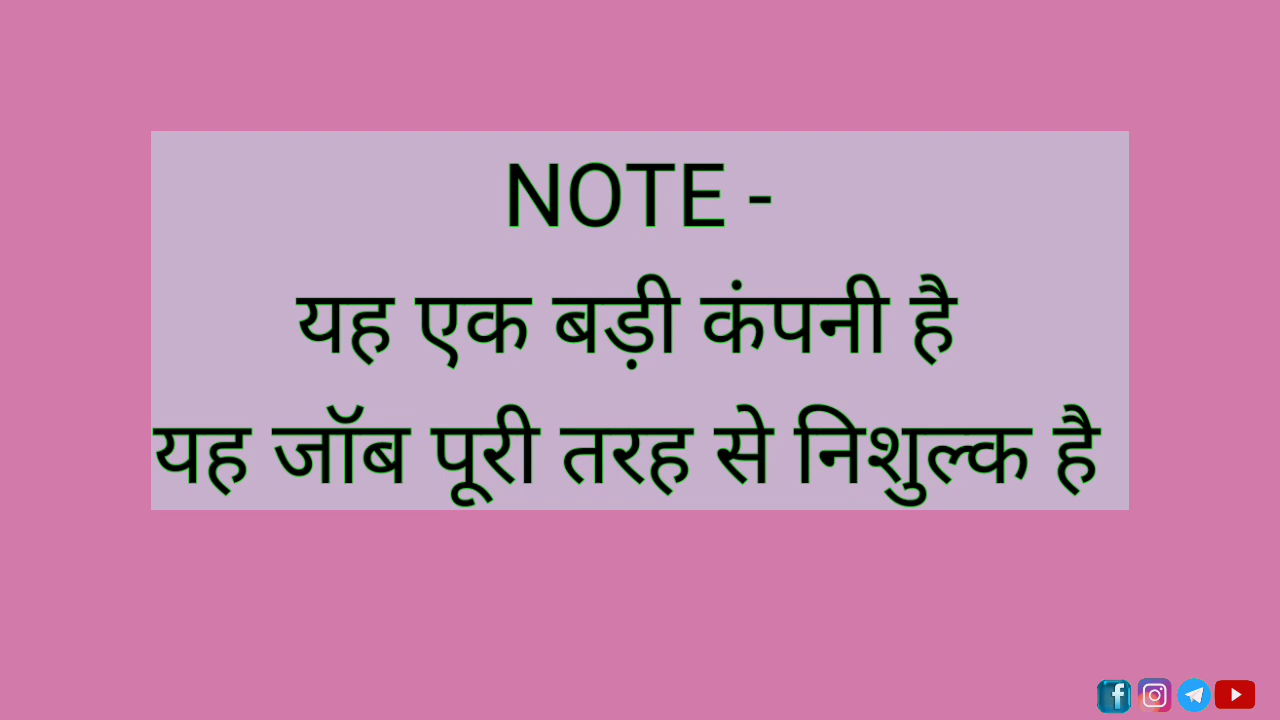 NOTE -
यह एक बड़ी कंपनी है
यह जॉब पूरी तरह से निशुल्क है